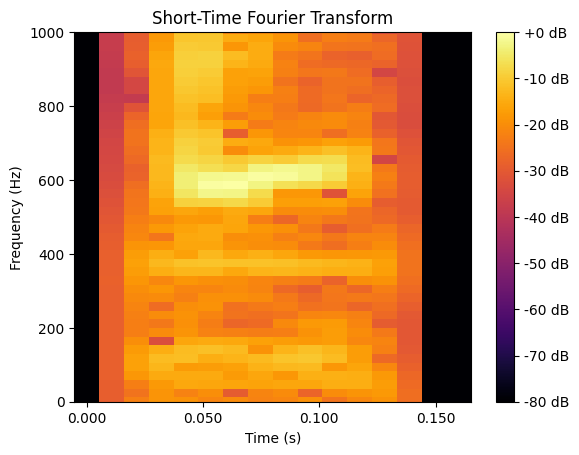 Short-Time Fourier Transform
1000
800
600
400
200
0
Frequency (Hz)
0.000
0.050
0.100
0.150
Time (s)
+0 dB
-10 dB
-20 dB
-30 dB
-40 dB
-50 dB
-60 dB
-70 dB
-80 dB